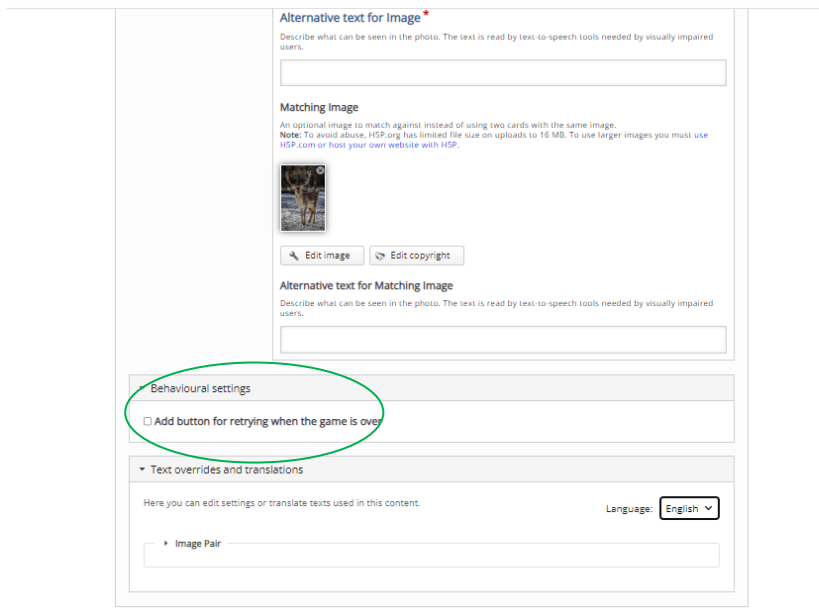 Alternative text for Image *
Describe what can be seen in the photo. The text is read by text-to-speech tools needed by visually impaired
users.
Matching Image
An optional image to match against instead of using two cards with the same image.
Note: To avoid abuse, H5P.org has limited file size on uploads to 16 MB. To use larger images you must use
H5P.com or host your own website with H5P.
Edit image Edit copyright
Alternative text for Matching Image
Describe what can be seen in the photo. The text is read by text-to-speech tools needed by visually impaired
users.
Behavioural settings
Add button for retrying when the game is over
Text overrides and translations
Here you can edit settings or translate texts used in this content.
Language: English
Image Pair